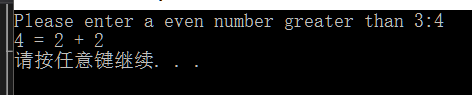 Please enter a even number greater than 3:4
4 = 2 + 2
请按任意键继续. . .